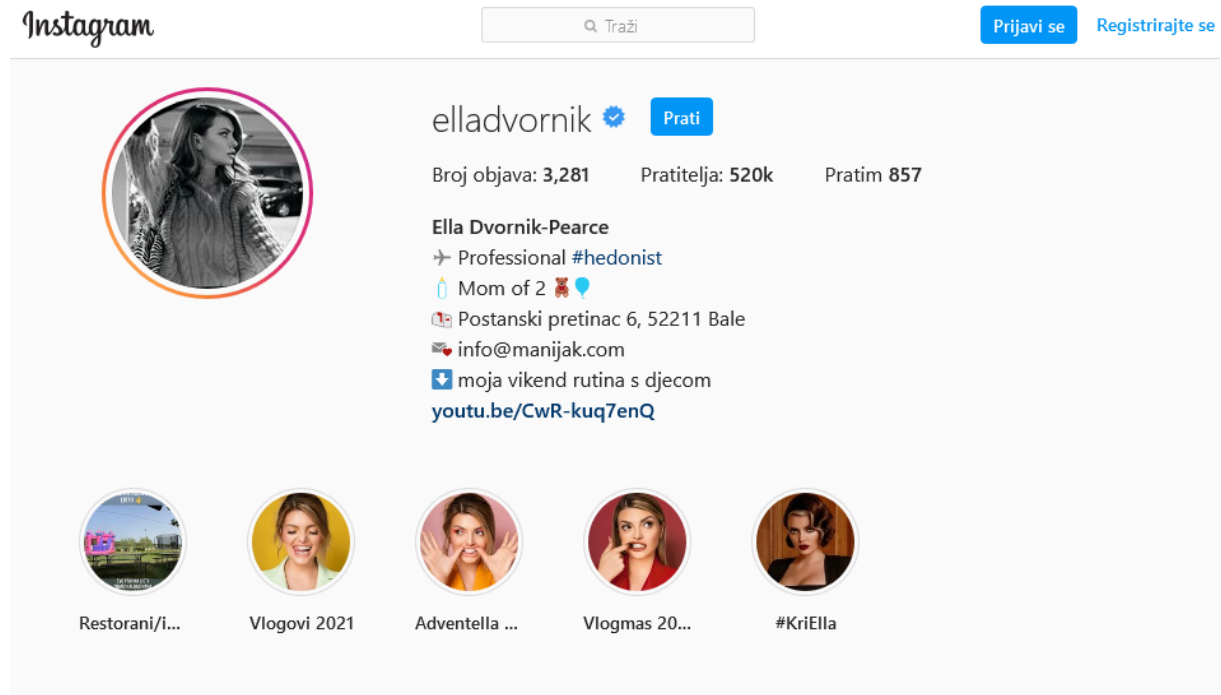 Instagram
Traži
Prijavi se
Registrirajte se
elladvornik
Prati
Broj objava: 3,281 Pratitelja: 520k Pratim 857
Ella Dvornik-Pearce
Professional #hedonist
Mom of 2
Postanski pretinac 6, 52211 Bale
info@manijak.com
moja vikend rutina s djecom
youtu.be/CwR-kuq7enQ
Restorani/i... Vlogovi 2021 Adventella ... Vlogmas 20... #KriElla